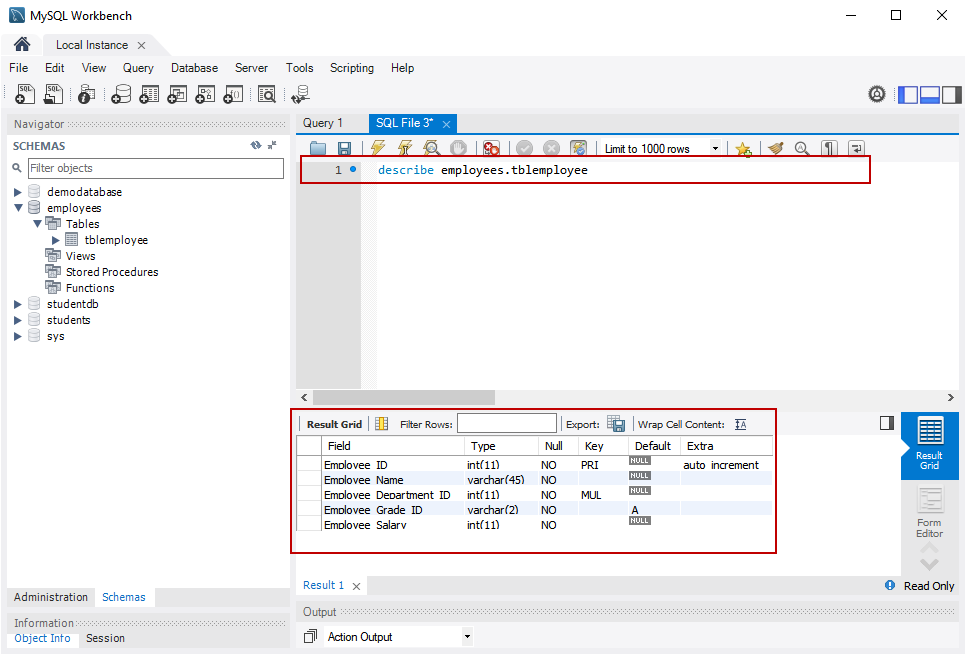 MySQL Workbench
Local Instance
File Edit View Query Database Server Tools Scripting Help
SQL SQL
Navigator
SCHEMAS
Filter objects
demodatabase
employees
Tables
tblemployee
Views
Stored Procedures
Functions
studentdb
students
sys
Administration Schemas
Information
Object Info Session
Query 1 SQL File 3*
Limit to 1000 rows
1 describe employees.tblemployee
Result Grid Filter Rows: Export: Wrap Cell Content: IA
Field Type Null Key Default Extra
Employee_ID int(11) NO PRI NULL auto_increment
Employee_Name varchar(45) NO NULL
Employee_Department_ID int(11) NO MUL NULL
Employee_Grade_ID varchar(2) NO A
Employee_Salary int(11) NO NULL
Result Grid
Form Editor
Result 1 Read Only
Output
Action Output